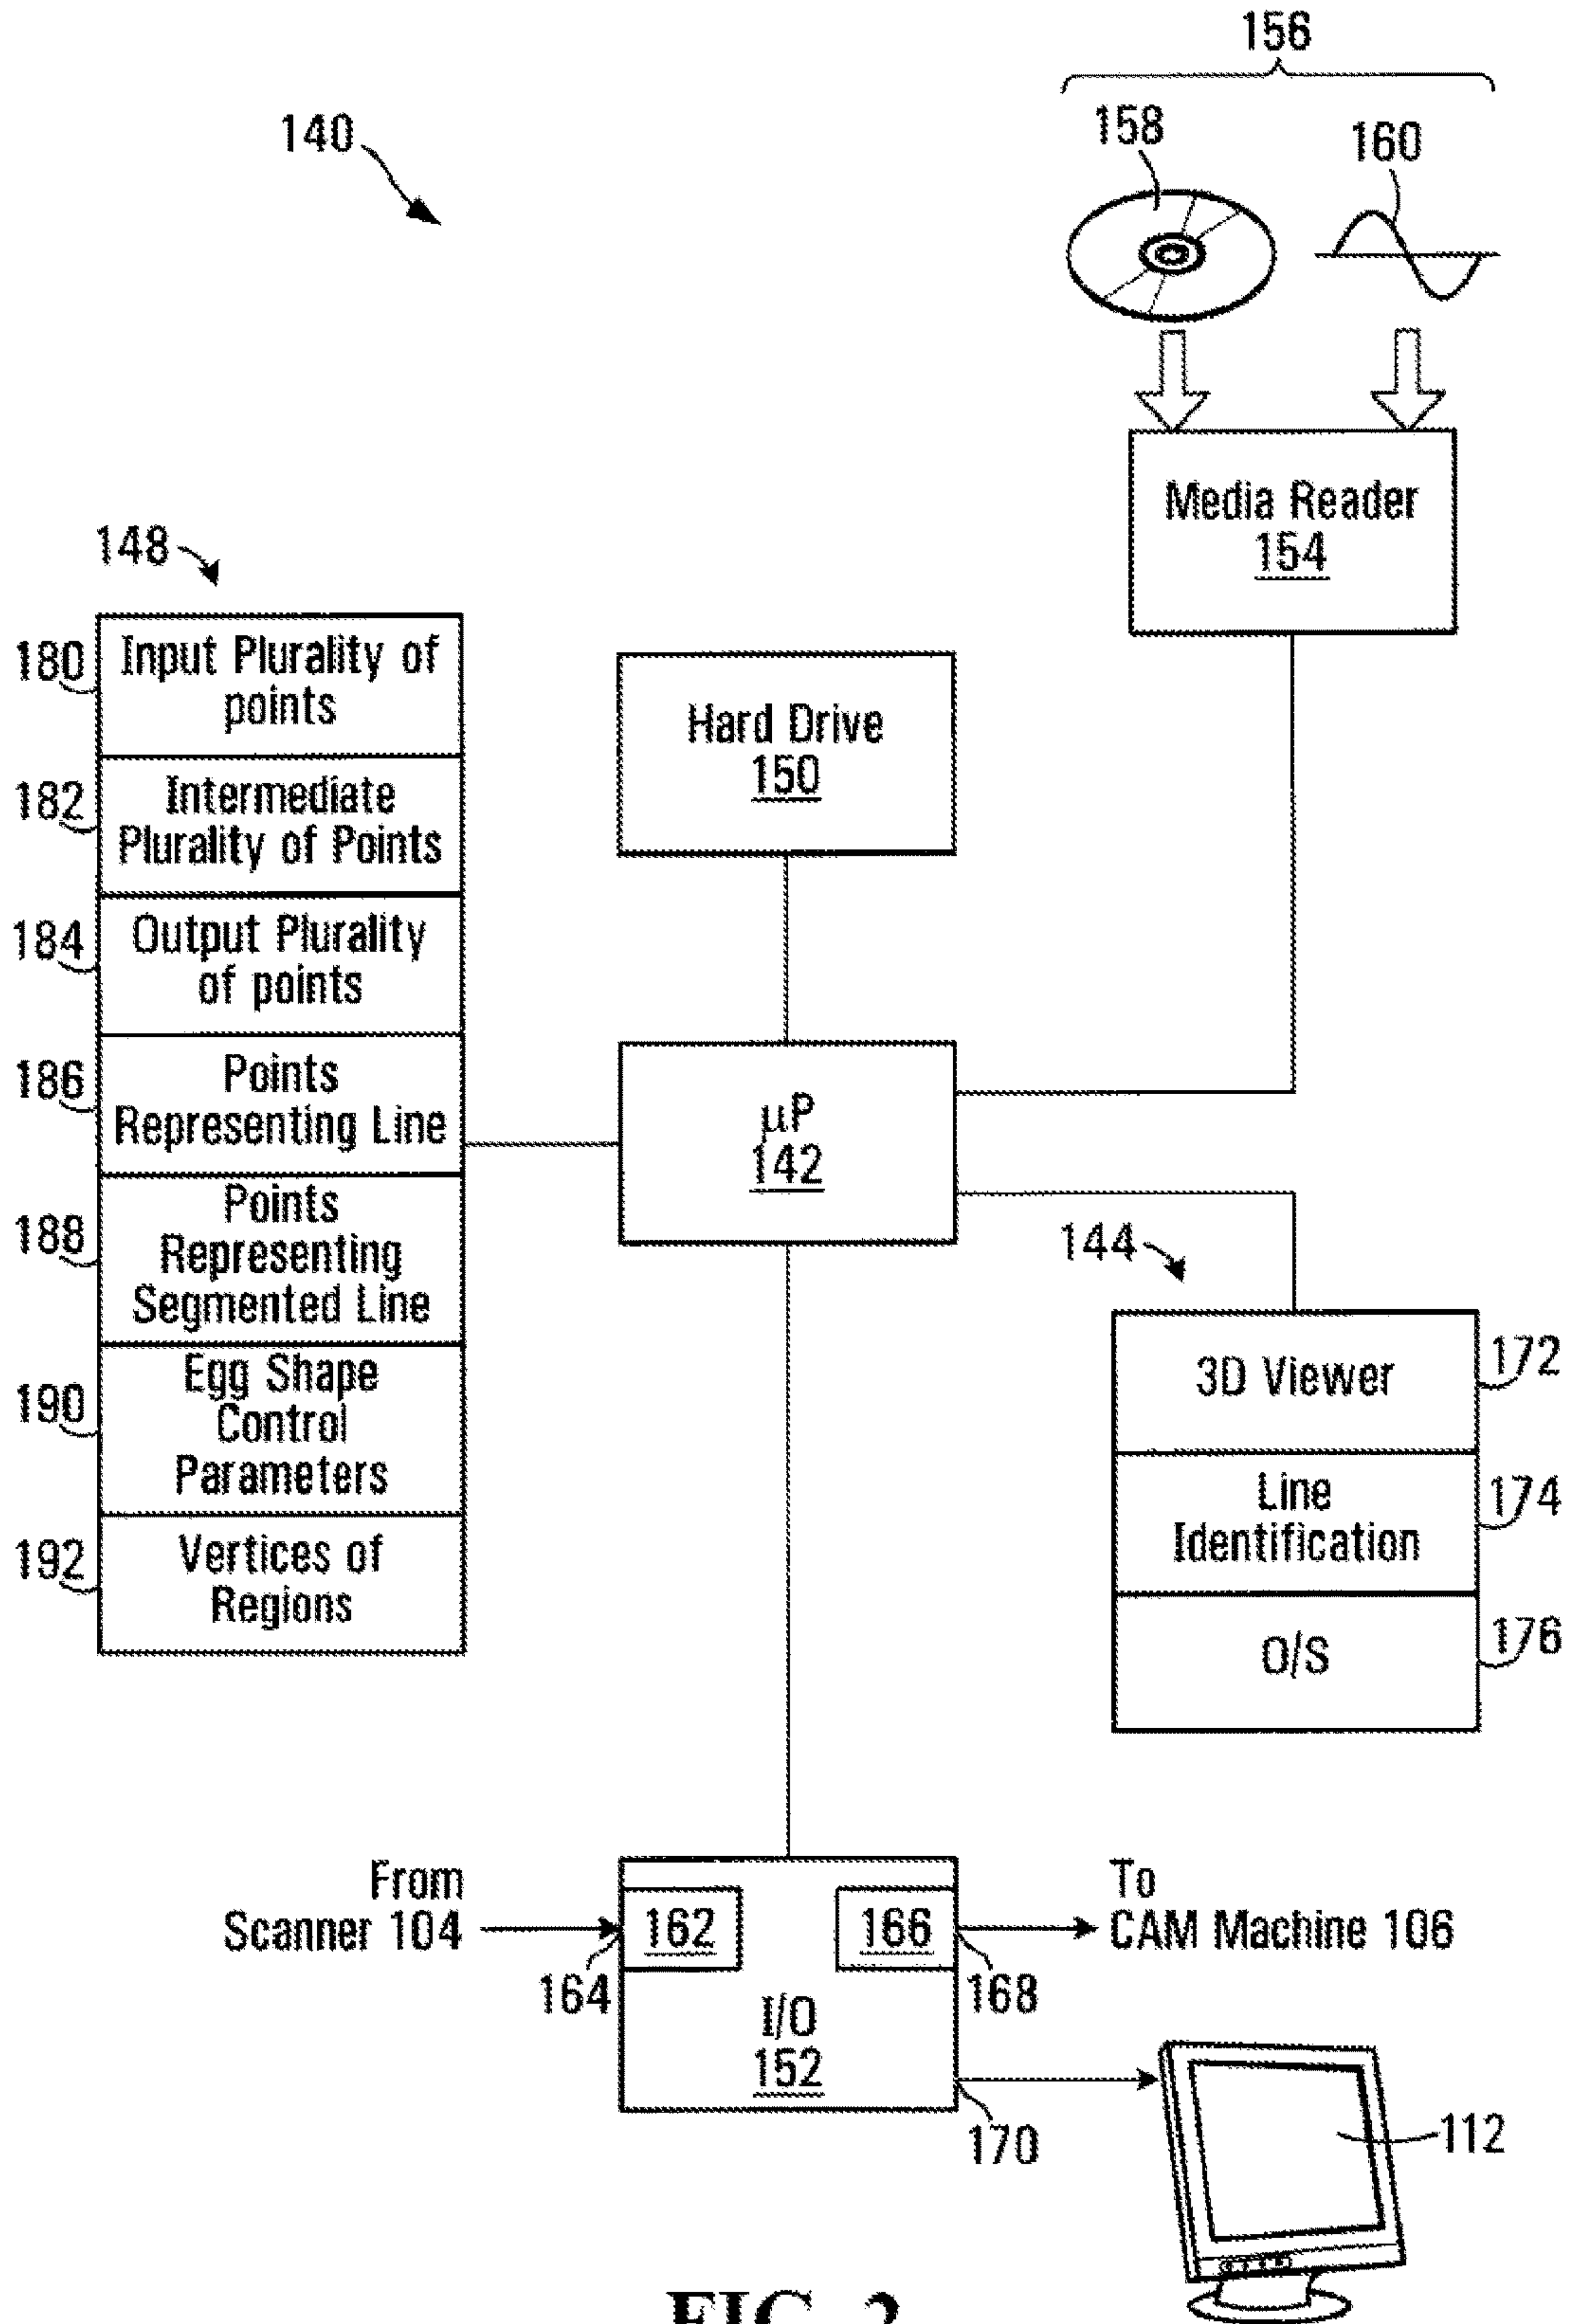 156
140
158
160
Media Reader
154
148
180
Input Plurality of
points
182
Intermediate
Plurality of Points
184
Output Plurality
of points
186
Points
Representing Line
188
Points
Representing
Segmented Line
190
Egg Shape
Control
Parameters
192
Vertices of
Regions
Hard Drive
150
µP
142
144
3D Viewer
172
Line
Identification
174
O/S
176
From
Scanner 104
162
164
166
168
To
CAM Machine 106
I/O
152
170
112
FIG. 2